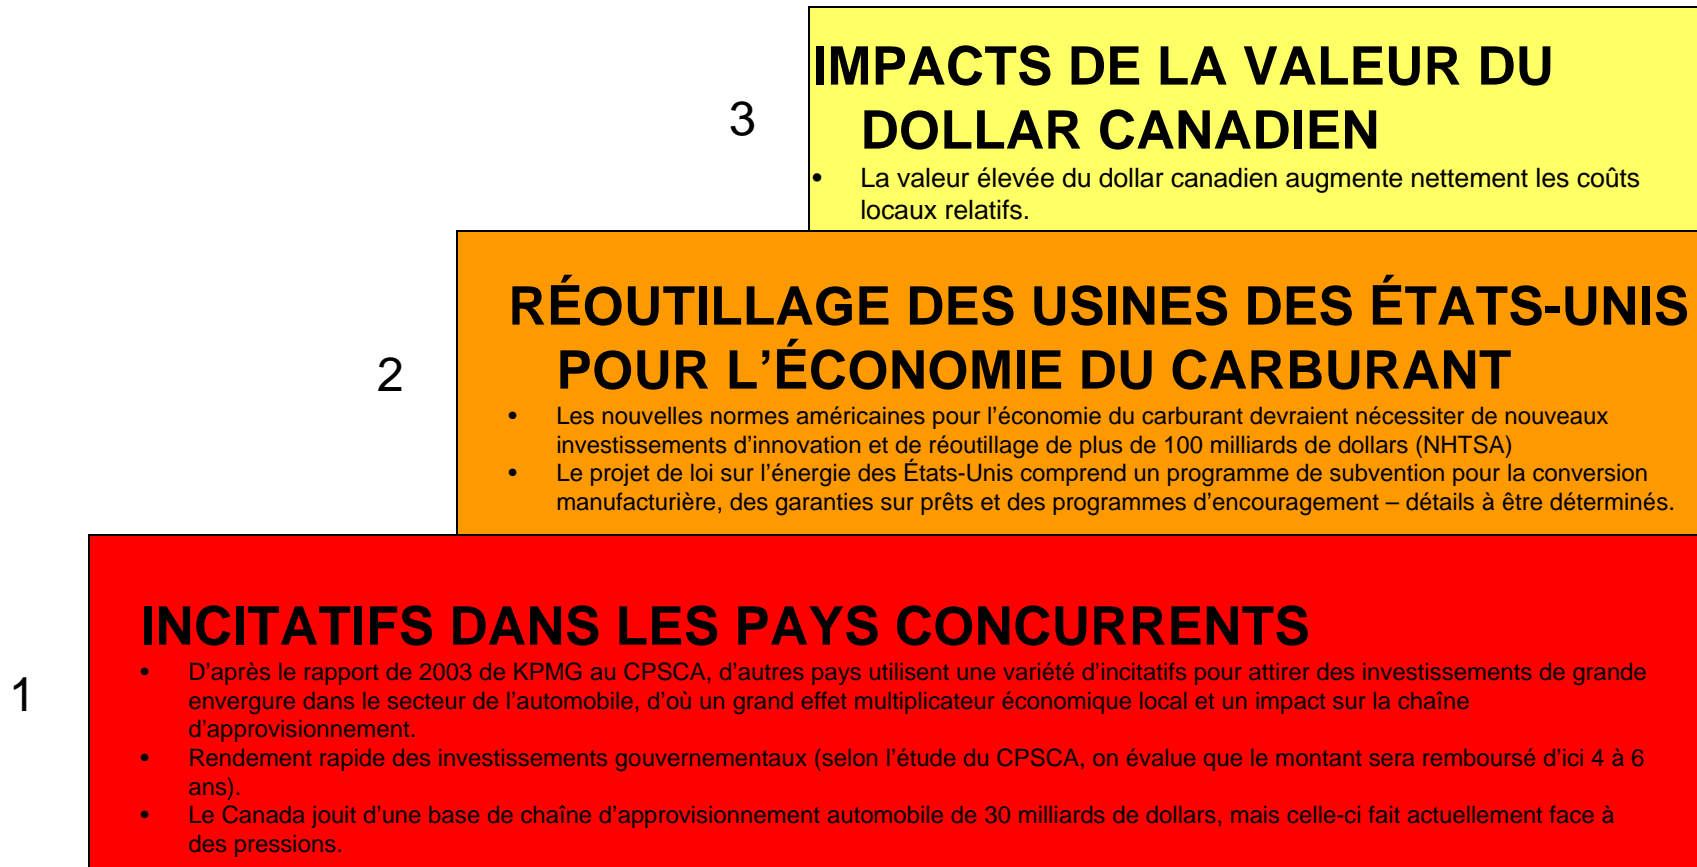 3
IMPACTS DE LA VALEUR DU
DOLLAR CANADIEN
• La valeur élevée du dollar canadien augmente nettement les coûts
locaux relatifs.
2
RÉOUTILLAGE DES USINES DES ÉTATS-UNIS
POUR L’ÉCONOMIE DU CARBURANT
• Les nouvelles normes américaines pour l’économie du carburant devraient nécessiter de nouveaux
investissements d’innovation et de réoutillage de plus de 100 milliards de dollars (NHTSA)
• Le projet de loi sur l’énergie des États-Unis comprend un programme de subvention pour la conversion
manufacturière, des garanties sur prêts et des programmes d’encouragement – détails à être déterminés.
1
INCITATIFS DANS LES PAYS CONCURRENTS
• D’après le rapport de 2003 de KPMG au CPSCA, d’autres pays utilisent une variété d’incitatifs pour attirer des investissements de grande
envergure dans le secteur de l’automobile, d’où un grand effet multiplicateur économique local et un impact sur la chaîne
d’approvisionnement.
• Rendement rapide des investissements gouvernementaux (selon l’étude du CPSCA, on évalue que le montant sera remboursé d’ici 4 à 6
ans).
• Le Canada jouit d’une base de chaîne d’approvisionnement automobile de 30 milliards de dollars, mais celle-ci fait actuellement face à
des pressions.